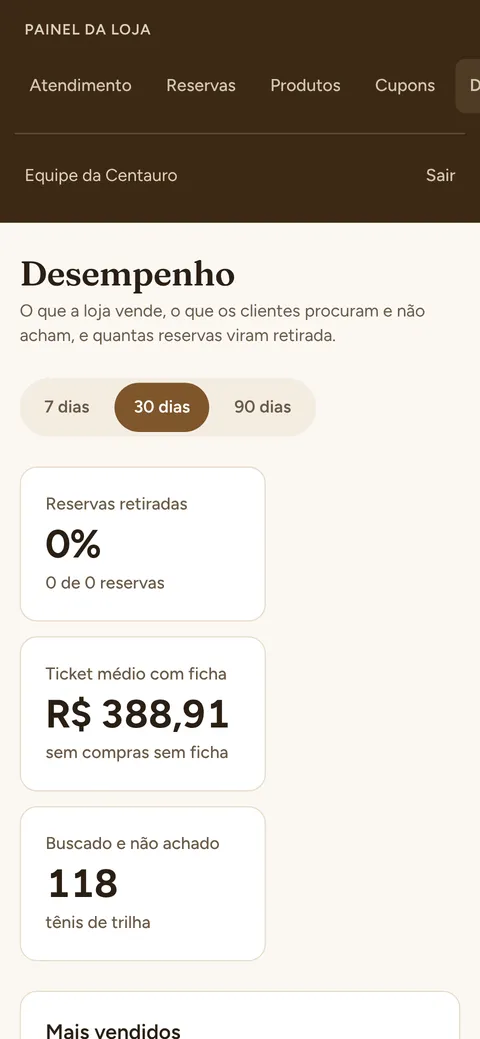 PAINEL DA LOJA
Atendimento Reservas Produtos Cupons D
Equipe da Centauro Sair
Desempenho
O que a loja vende, o que os clientes procuram e não
acham, e quantas reservas viram retirada.
7 dias 30 dias 90 dias
Reservas retiradas
0%
0 de 0 reservas
Ticket médio com ficha
R$ 388,91
sem compras sem ficha
Buscado e não achado
118
tênis de trilha
Mais vendidos